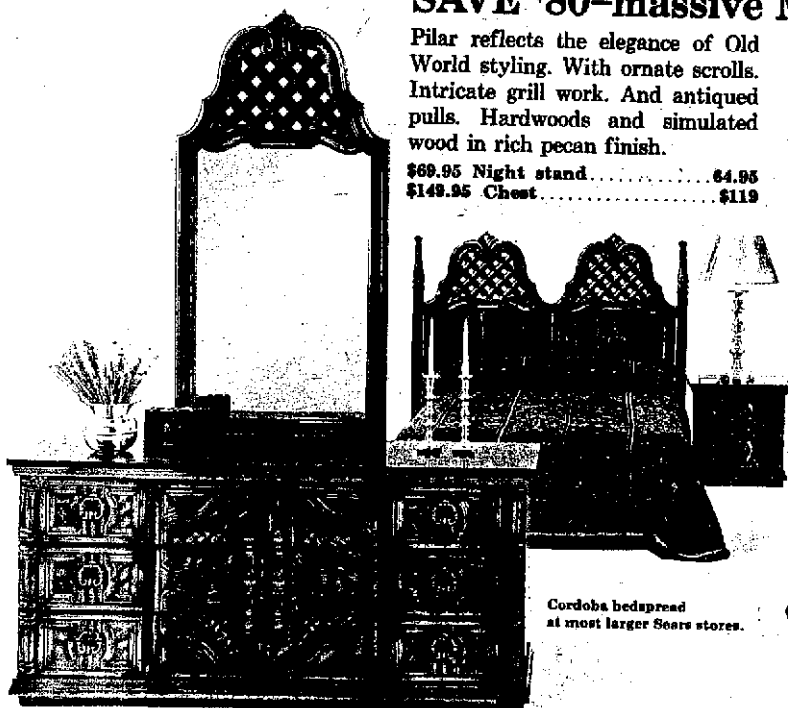 SAVE $80–massive M
Pilar reflects the elegance of Old
World styling. With ornate scrolls.
Intricate grill work. And antiqued
pulls. Hardwoods and simulated
wood in rich pecan finish.
$69.95 Night stand............64.95
$149.95 Chest.................$119
Cordoba bedspread
at most larger Sears stores.